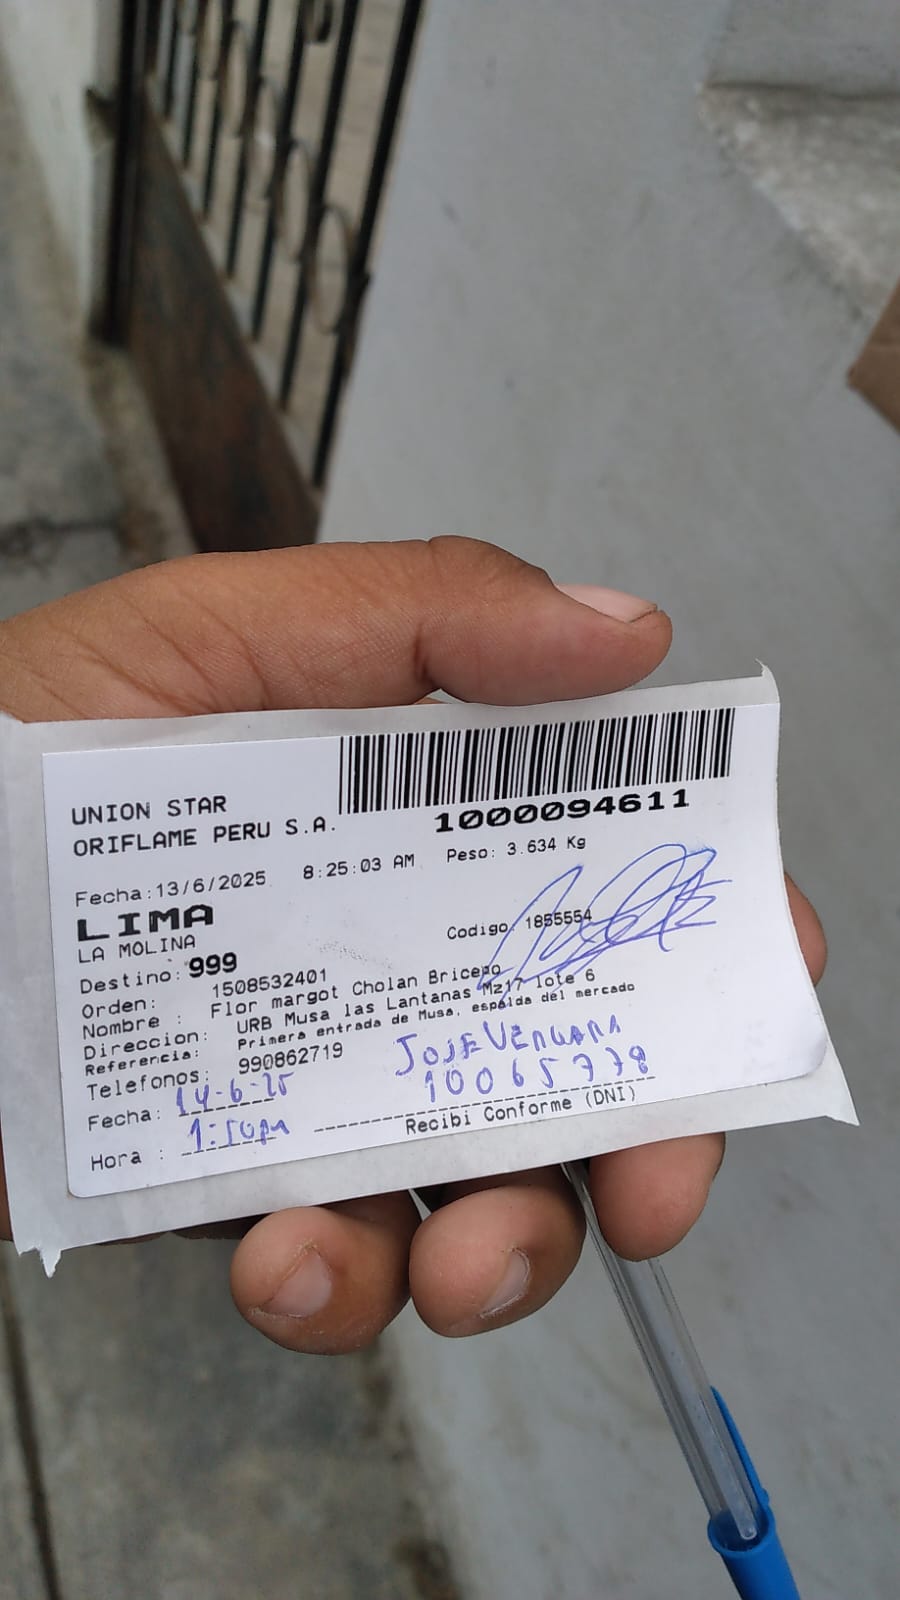 UNION STAR
ORIFLAME PERU S.A.
1000094611
Fecha:13/6/2025 8:25:03 AM Peso: 3.634 Kg
LIMA
LA MOLINA
Codigo: 1855554
Destino: 999
Orden: 1508532401
Nombre : Flor margot Cholan Briceño
Direccion: URB Musa las Lantanas Mz17 lote 6
Referencia: Primera entrada de Musa, espalda del mercado
Telefonos: 990862719
JOSE VERGARA
Fecha: 14-6-25
10065778
Hora : 1:50pm
Recibi Conforme (DNI)